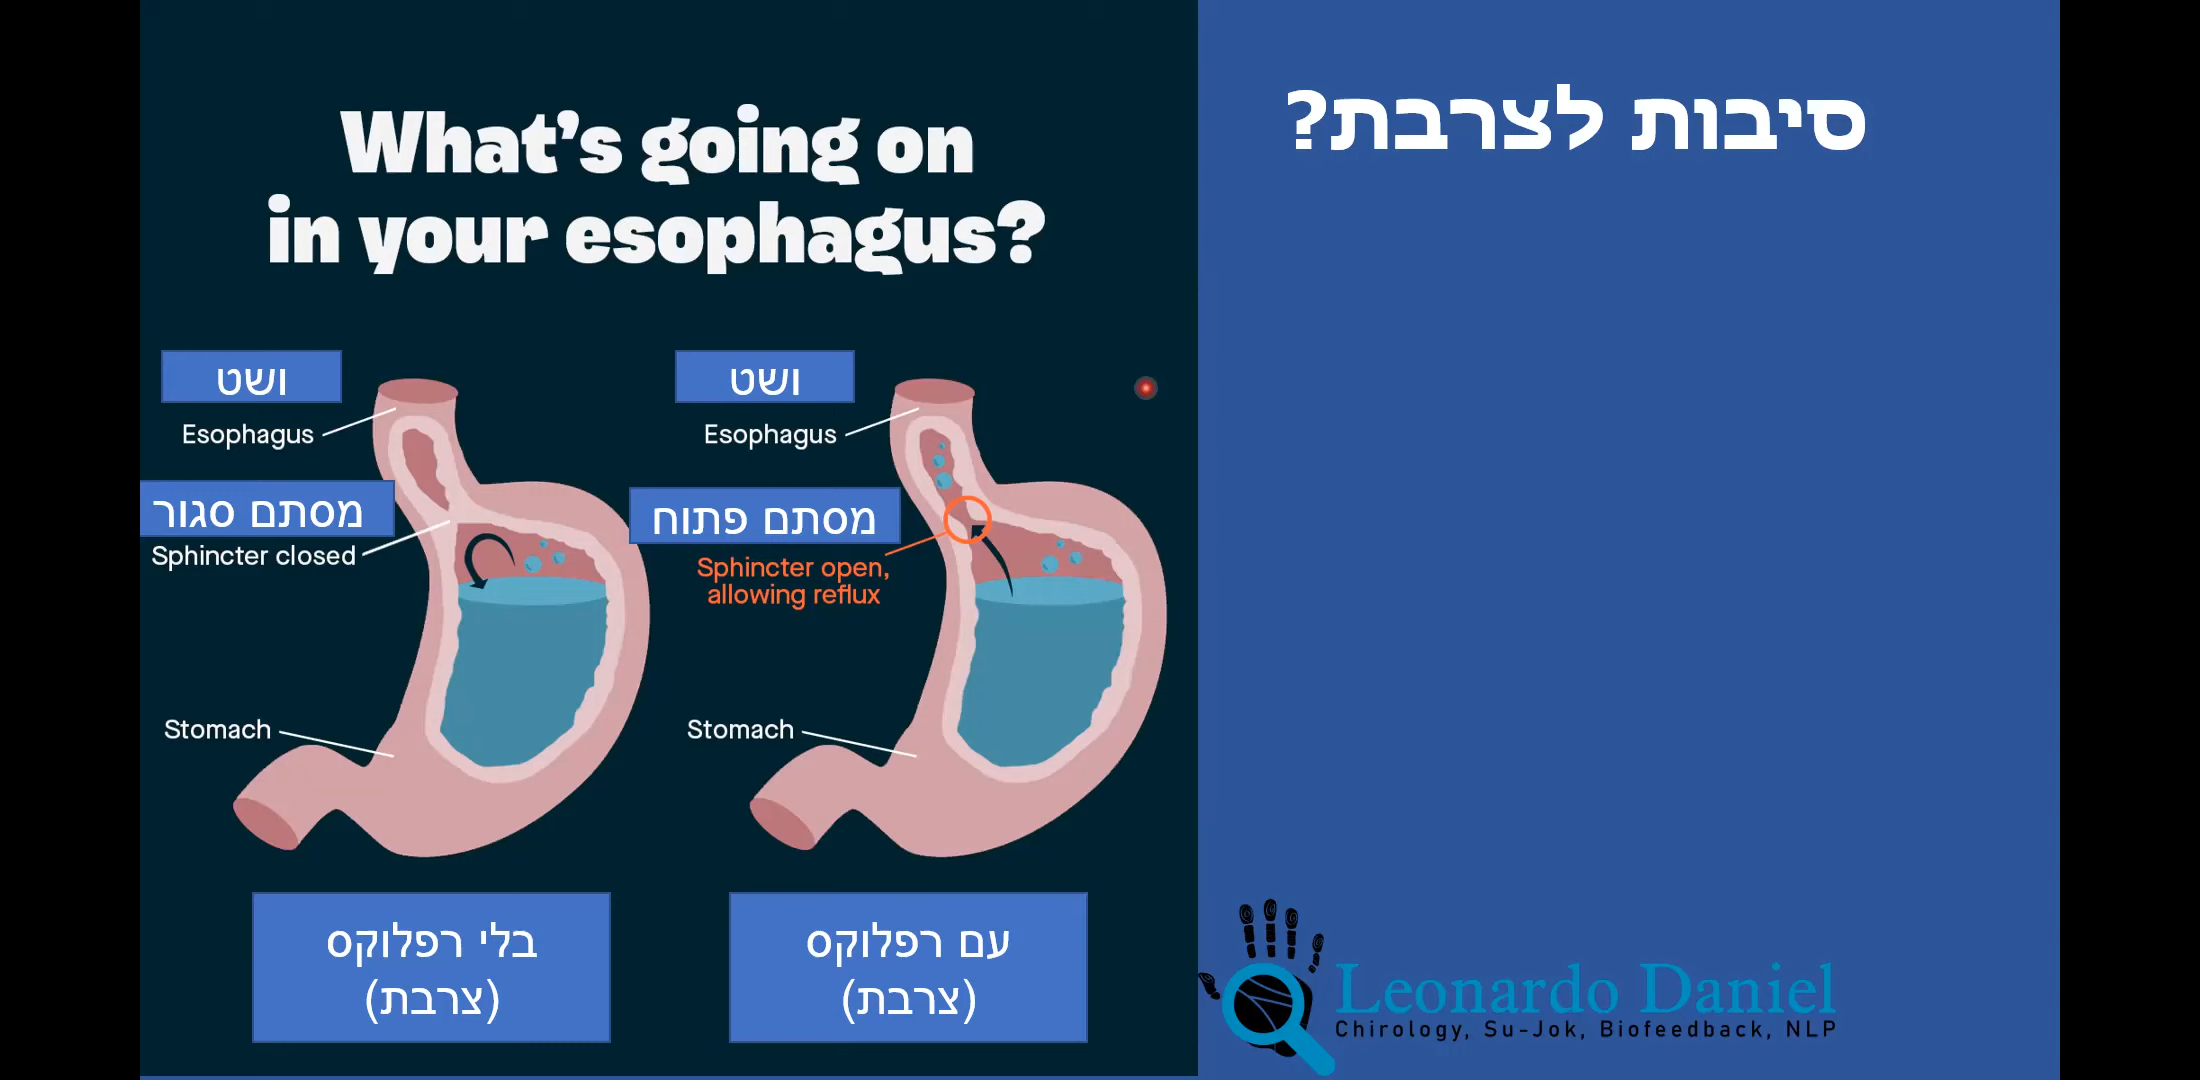 What's going on
in your esophagus?
ושט
Esophagus
מסתם סגור
Sphincter closed
Stomach
בלי רפלוקס
(צרבת)
ושט
Esophagus
מסתם פתוח
Sphincter open,
allowing reflux
Stomach
עם רפלוקס
(צרבת)
סיבות לצרבת?
Leonardo Daniel
Chirology, Su-Jok, Biofeedback, NLP